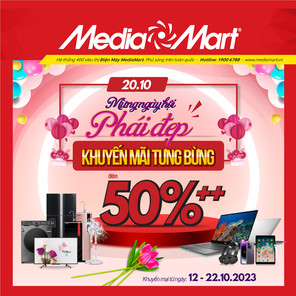 MediaMart®
Hệ thống 400 siêu thị Điện Máy MediaMart, Phủ sóng trên toàn quốc - Hotline: 1900 6788 - www.mediamart.vn
20.10
Mừng ngày hội
Phái đẹp
KHUYẾN MÃI TƯNG BỪNG
đến
50%++
Khuyến mại từ ngày: 12 - 22.10.2023